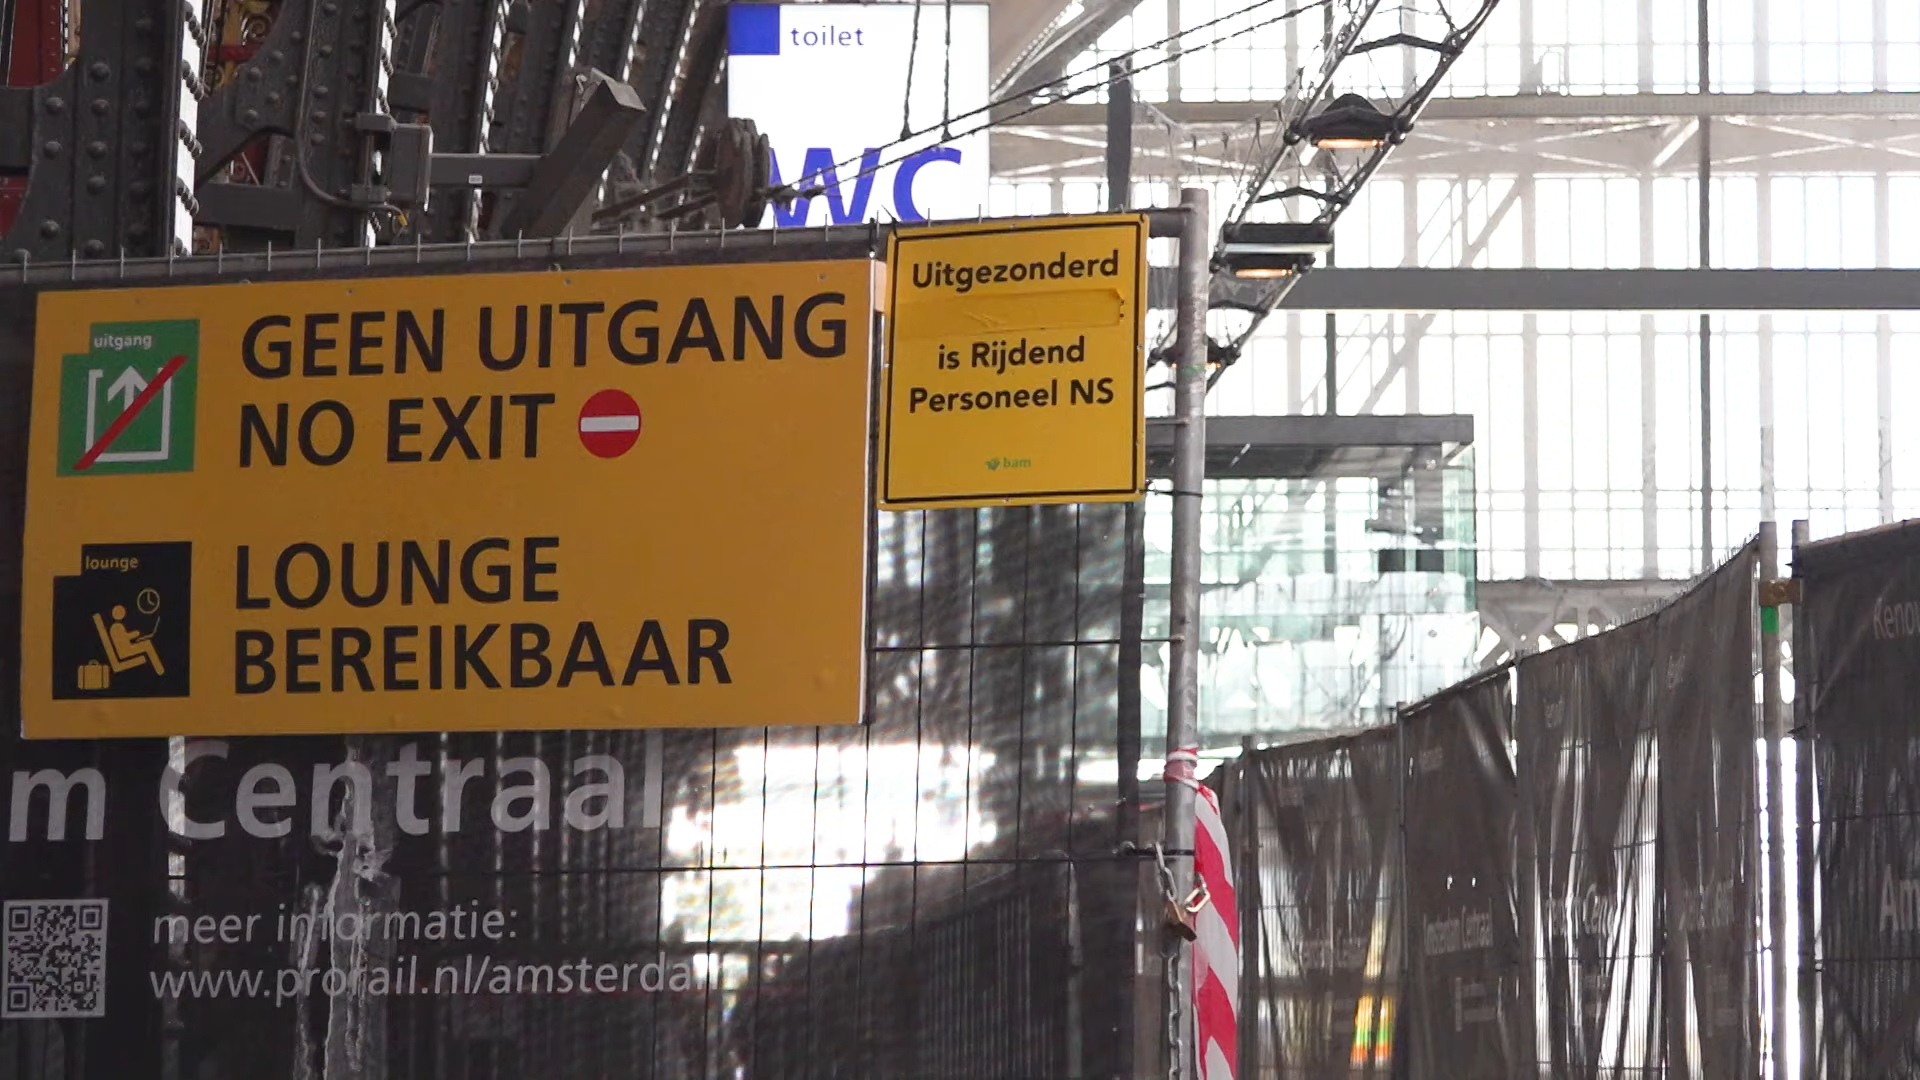 toilet
WC
uitgang
GEEN UITGANG
NO EXIT
lounge
LOUNGE
BEREIKBAAR
Uitgezonderd
is Rijdend
Personeel NS
bam
m Centraal
meer informatie:
www.prorail.nl/amsterda